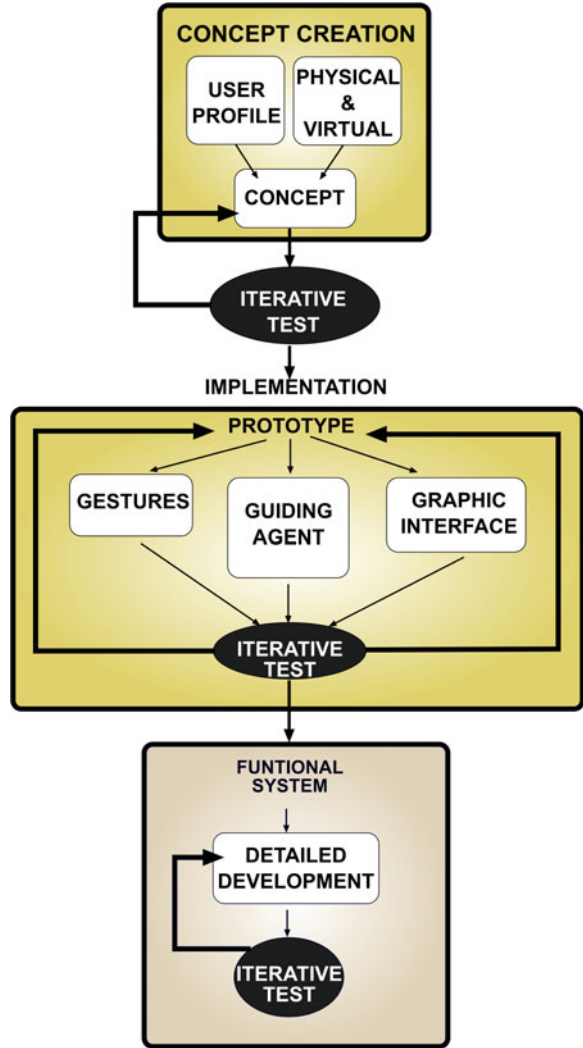 CONCEPT CREATION
USER
PROFILE
PHYSICAL
&
VIRTUAL
CONCEPT
ITERATIVE
TEST
IMPLEMENTATION
PROTOTYPE
GESTURES
GUIDING
AGENT
GRAPHIC
INTERFACE
ITERATIVE
TEST
FUNTIONAL
SYSTEM
DETAILED
DEVELOPMENT
ITERATIVE
TEST